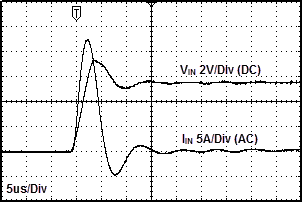 T
VIN 2V/Div (DC)
IIN 5A/Div (AC)
5us/Div